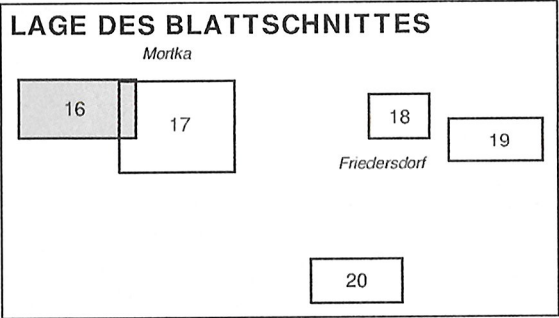 LAGE DES BLATTSCHNITTES
Mortka
16
17
18
19
Friedersdorf
20